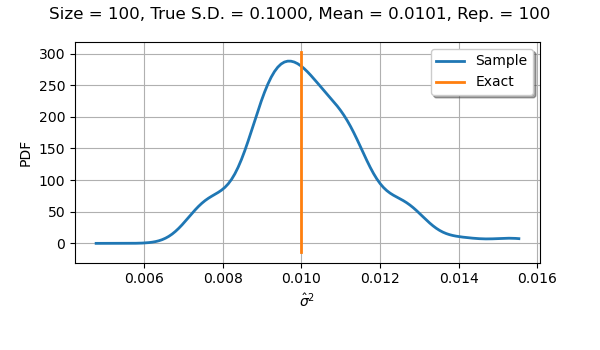 Size = 100, True S.D. = 0.1000, Mean = 0.0101, Rep. = 100
300
250
200
150
100
50
0
PDF
Sample
Exact
0.006 0.008 0.010 0.012 0.014 0.016
σ̂²